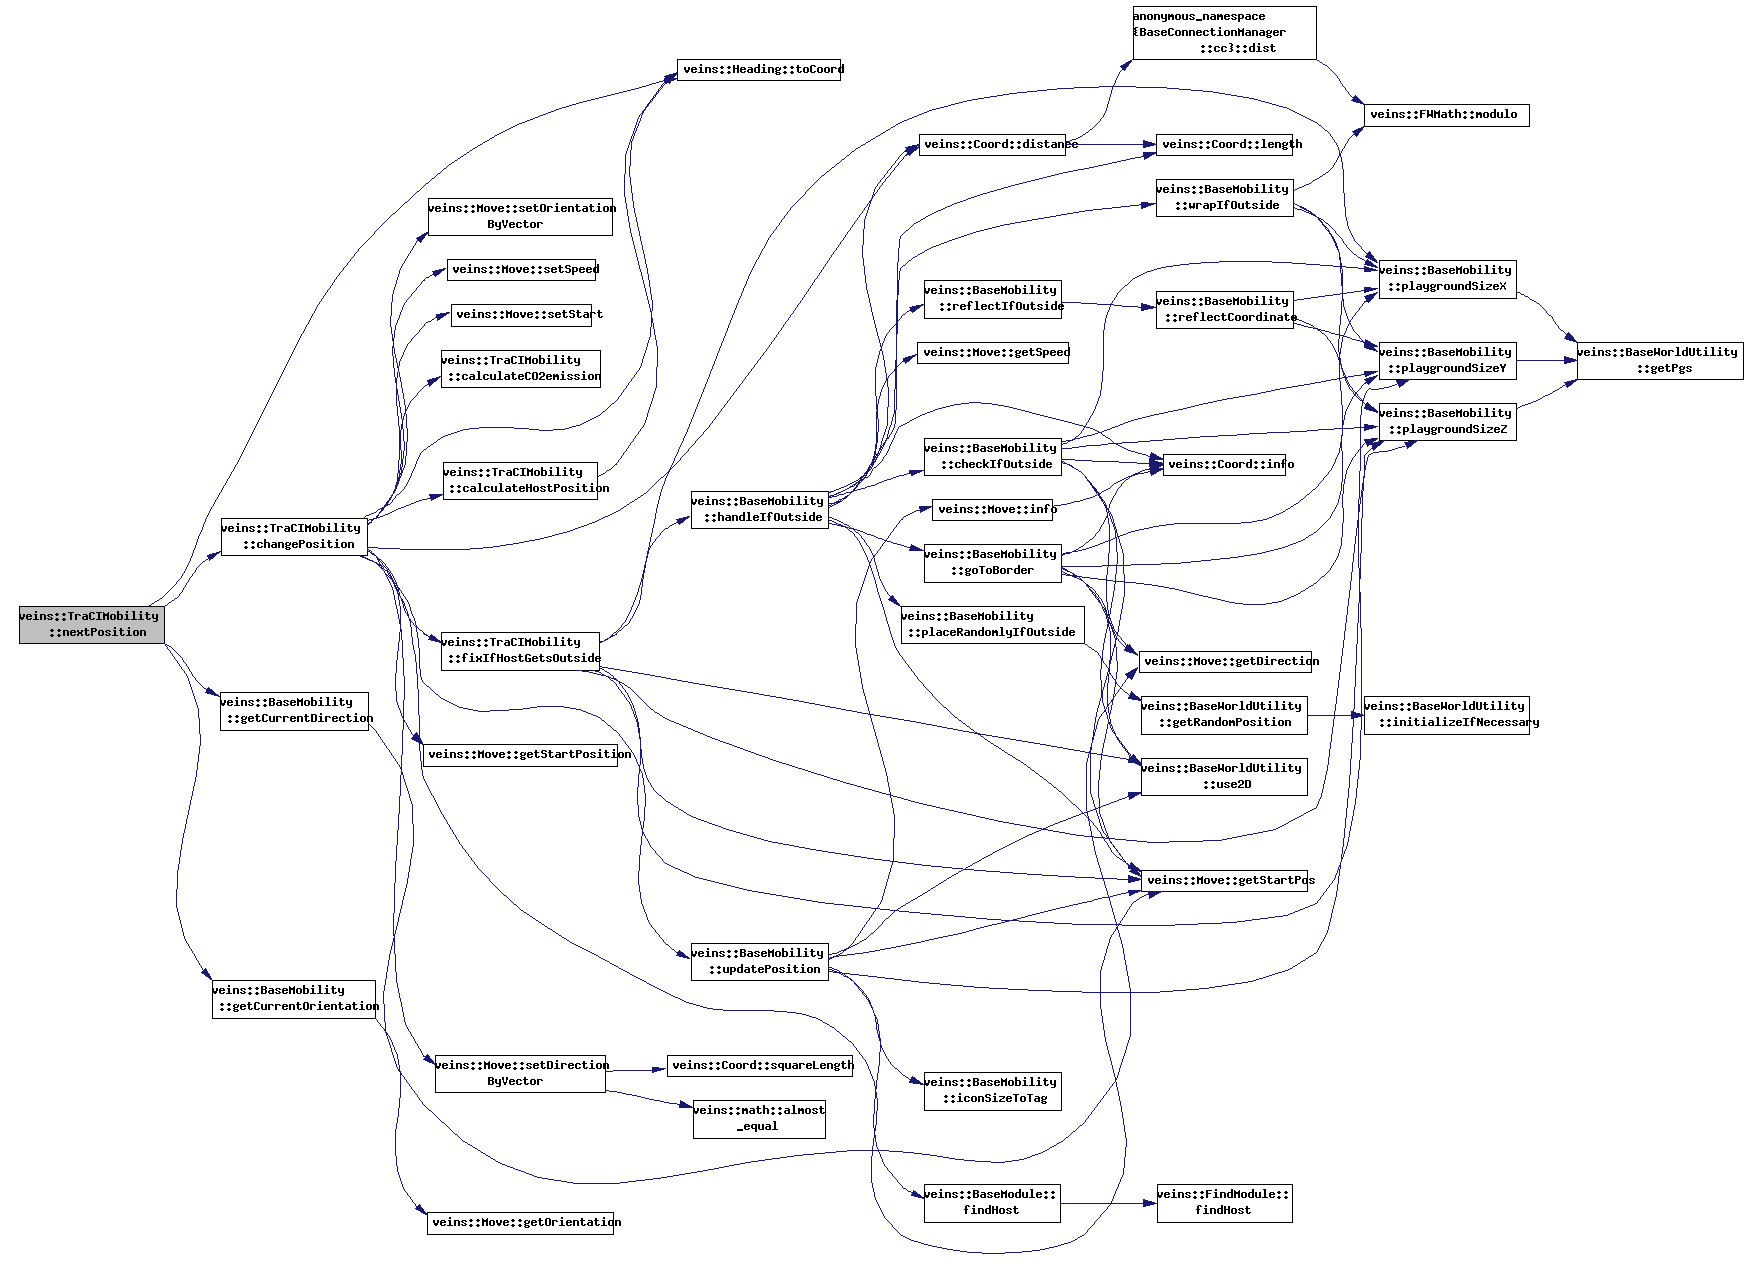 veins::TraCIMobility
::nextPosition
veins::TraCIMobility
::changePosition
veins::BaseMobility
::getCurrentDirection
veins::BaseMobility
::getCurrentOrientation
veins::Heading::toCoord
veins::Move::setOrientation
ByVector
veins::Move::setSpeed
veins::Move::setStart
veins::TraCIMobility
::calculateCO2emission
veins::TraCIMobility
::calculateHostPosition
veins::TraCIMobility
::fixIfHostGetsOutside
veins::Move::getStartPosition
veins::Move::setDirection
ByVector
veins::Move::getOrientation
veins::BaseMobility
::handleIfOutside
veins::BaseMobility
::updatePosition
veins::Coord::squareLength
veins::math::almost
_equal
veins::Coord::distance
veins::BaseMobility
::reflectIfOutside
veins::Move::getSpeed
veins::BaseMobility
::checkIfOutside
veins::Move::info
veins::BaseMobility
::goToBorder
veins::BaseMobility
::placeRandomlyIfOutside
veins::BaseMobility
::iconSizeToTag
veins::BaseModule::
findHost
anonymous_namespace
{BaseConnectionManager
::cc}::dist
veins::Coord::length
veins::BaseMobility
::wrapIfOutside
veins::BaseMobility
::reflectCoordinate
veins::Coord::info
veins::Move::getDirection
veins::BaseWorldUtility
::getRandomPosition
veins::BaseWorldUtility
::use2D
veins::Move::getStartPos
veins::FindModule::
findHost
veins::FWMath::modulo
veins::BaseMobility
::playgroundSizeX
veins::BaseMobility
::playgroundSizeY
veins::BaseMobility
::playgroundSizeZ
veins::BaseWorldUtility
::initializeIfNecessary
veins::BaseWorldUtility
::getPgs